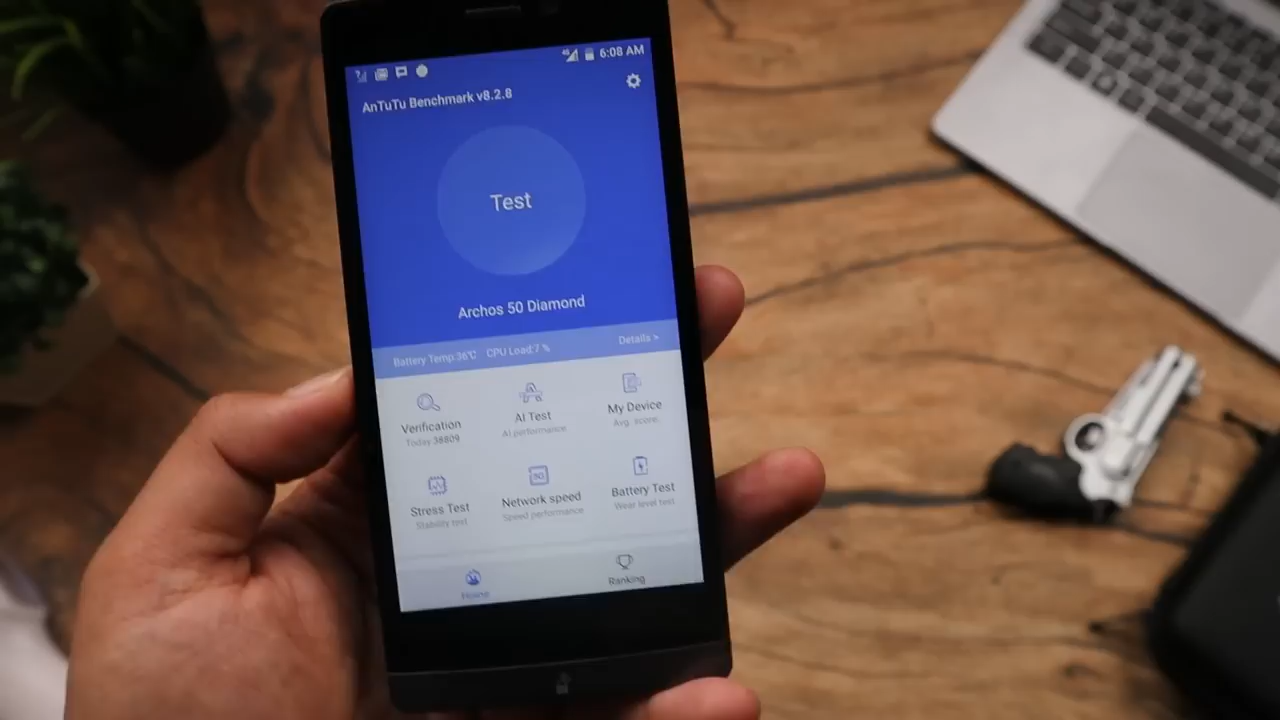 4G 6:08 AM
AnTuTu Benchmark v8.2.8
Test
Archos 50 Diamond
Battery Temp:36℃ CPU Load:7 % Details >
Verification
Today 38809
AI Test
AI performance
My Device
Avg. score:
Stress Test
Stability test
5G
Network speed
Speed performance
Battery Test
Wear level test
Home
Ranking